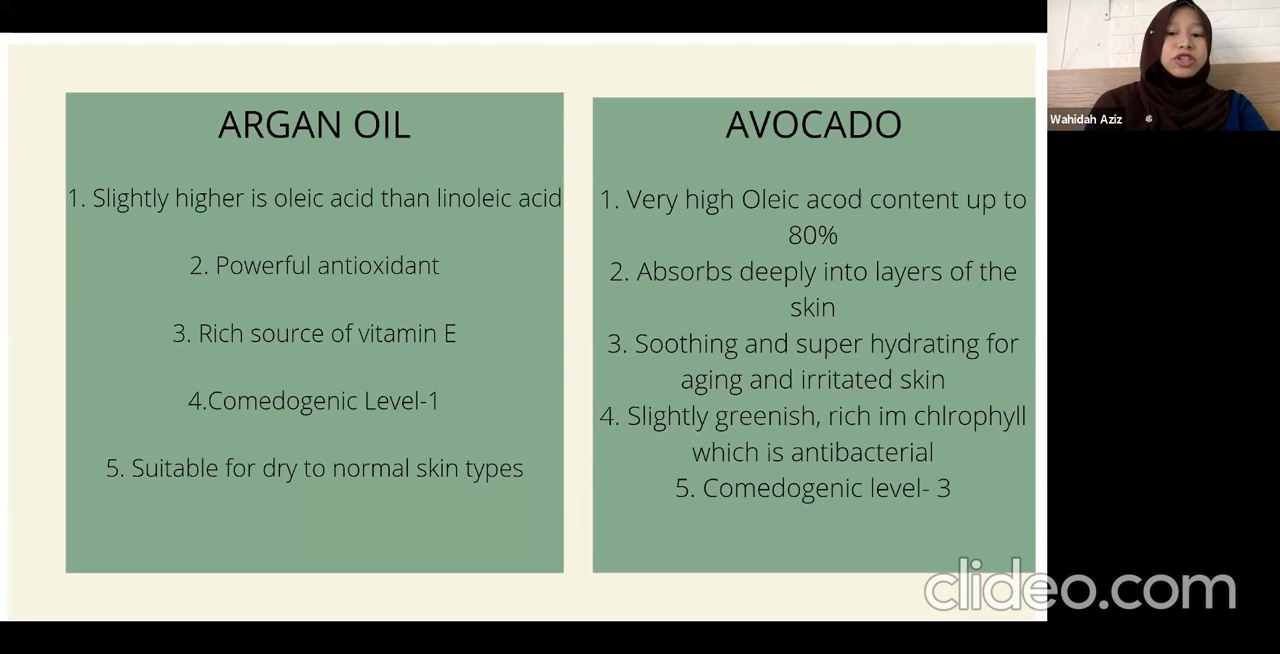 ARGAN OIL
1. Slightly higher is oleic acid than linoleic acid
2. Powerful antioxidant
3. Rich source of vitamin E
4.Comedogenic Level-1
5. Suitable for dry to normal skin types
AVOCADO
1. Very high Oleic acod content up to
80%
2. Absorbs deeply into layers of the
skin
3. Soothing and super hydrating for
aging and irritated skin
4. Slightly greenish, rich im chlrophyll
which is antibacterial
5. Comedogenic level- 3
Wahidah Aziz
clideo.com